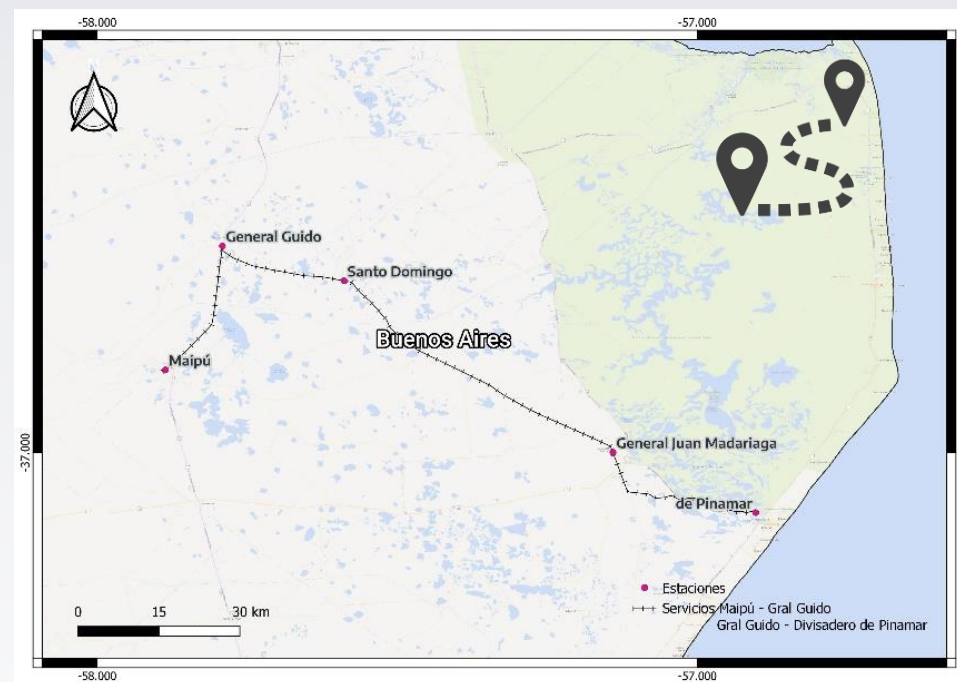 -58.000
-57.000
General Guido
Santo Domingo
Buenos Aires
Maipú
-37.000
General Juan Madariaga
de Pinamar
Estaciones
0 15 30 km
Servicios Maipú - Gral Guido
Gral Guido - Divisadero de Pinamar
-58.000
-57.000